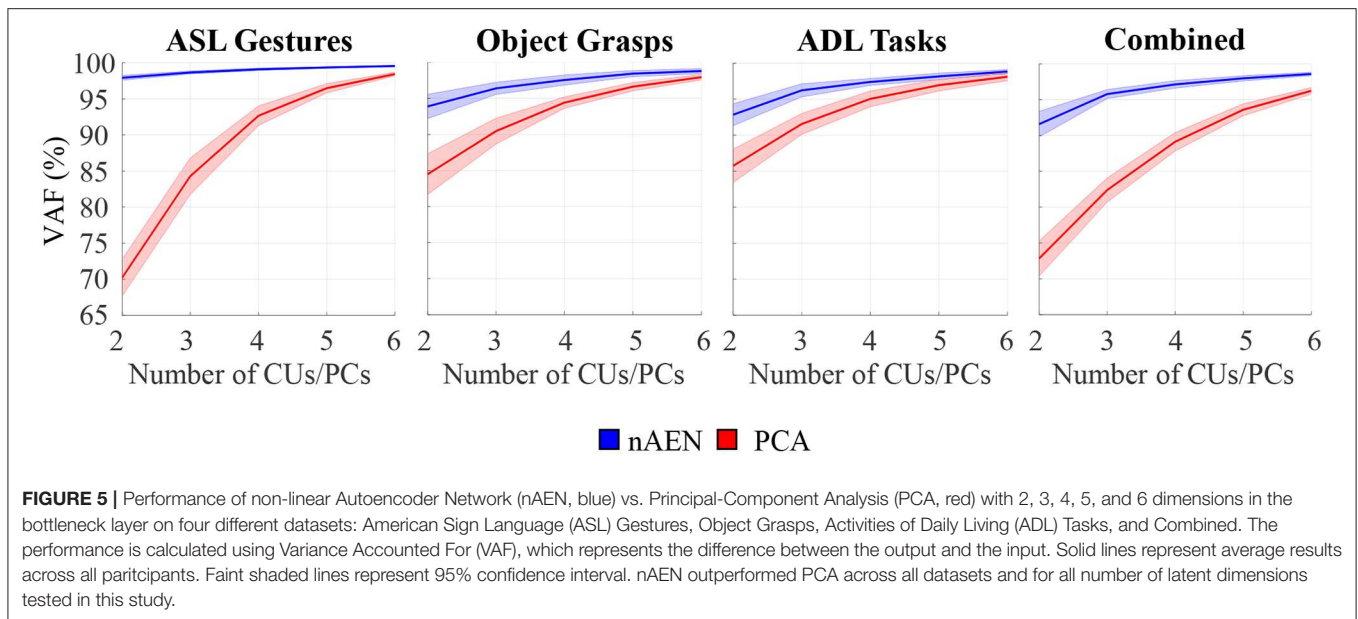 ASL Gestures Object Grasps ADL Tasks Combined
100
95
90
85
80
75
70
65
VAF (%)
2 3 4 5 6 2 3 4 5 6 2 3 4 5 6 2 3 4 5 6
Number of CUs/PCs Number of CUs/PCs Number of CUs/PCs Number of CUs/PCs
nAEN PCA
FIGURE 5 | Performance of non-linear Autoencoder Network (nAEN, blue) vs. Principal-Component Analysis (PCA, red) with 2, 3, 4, 5, and 6 dimensions in the
bottleneck layer on four different datasets: American Sign Language (ASL) Gestures, Object Grasps, Activities of Daily Living (ADL) Tasks, and Combined. The
performance is calculated using Variance Accounted For (VAF), which represents the difference between the output and the input. Solid lines represent average results
across all paritcipants. Faint shaded lines represent 95% confidence interval. nAEN outperformed PCA across all datasets and for all number of latent dimensions
tested in this study.